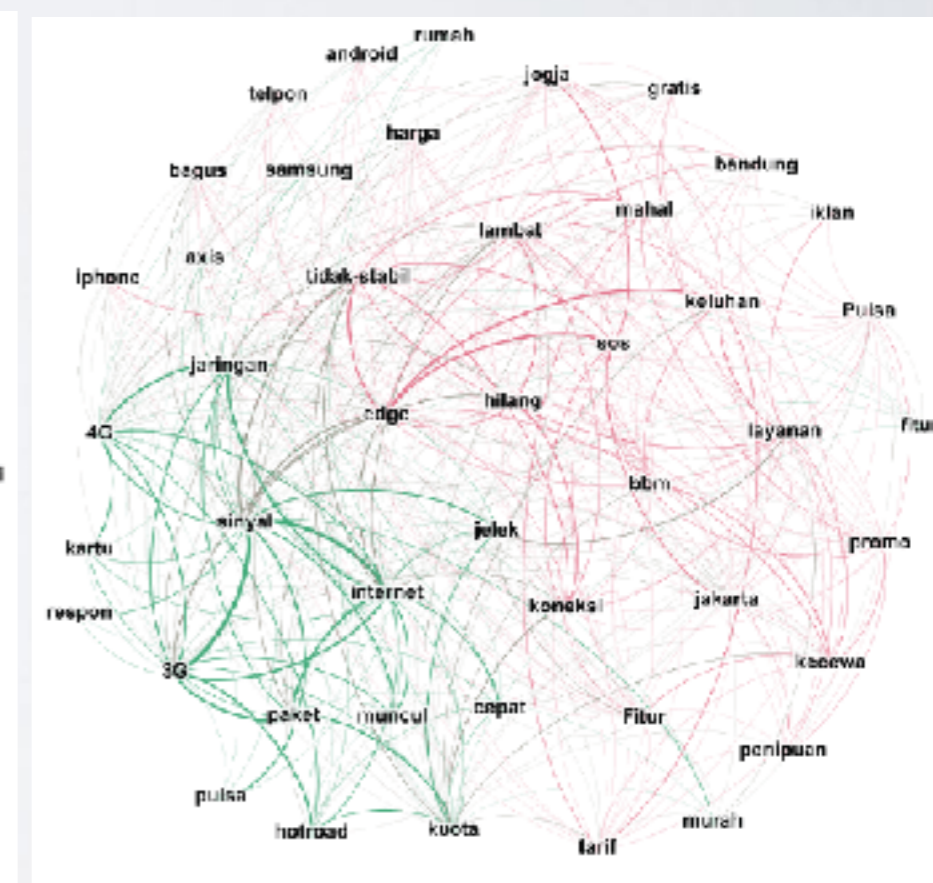 rumah
android
jogja
gratis
telpon
harga
bandung
bagus
samsung
mahal
iklan
lambat
axis
iphone
tidak-stabil
keluhan
Pulsa
sos
jaringan
hilang
edge
4G
layanan
fitur
bbm
sinyal
jelek
promo
kartu
internet
koneksi
jakarta
respon
3G
kecewa
paket
muncul
cepat
Fitur
penipuan
pulsa
murah
hotroad
kuota
tarif